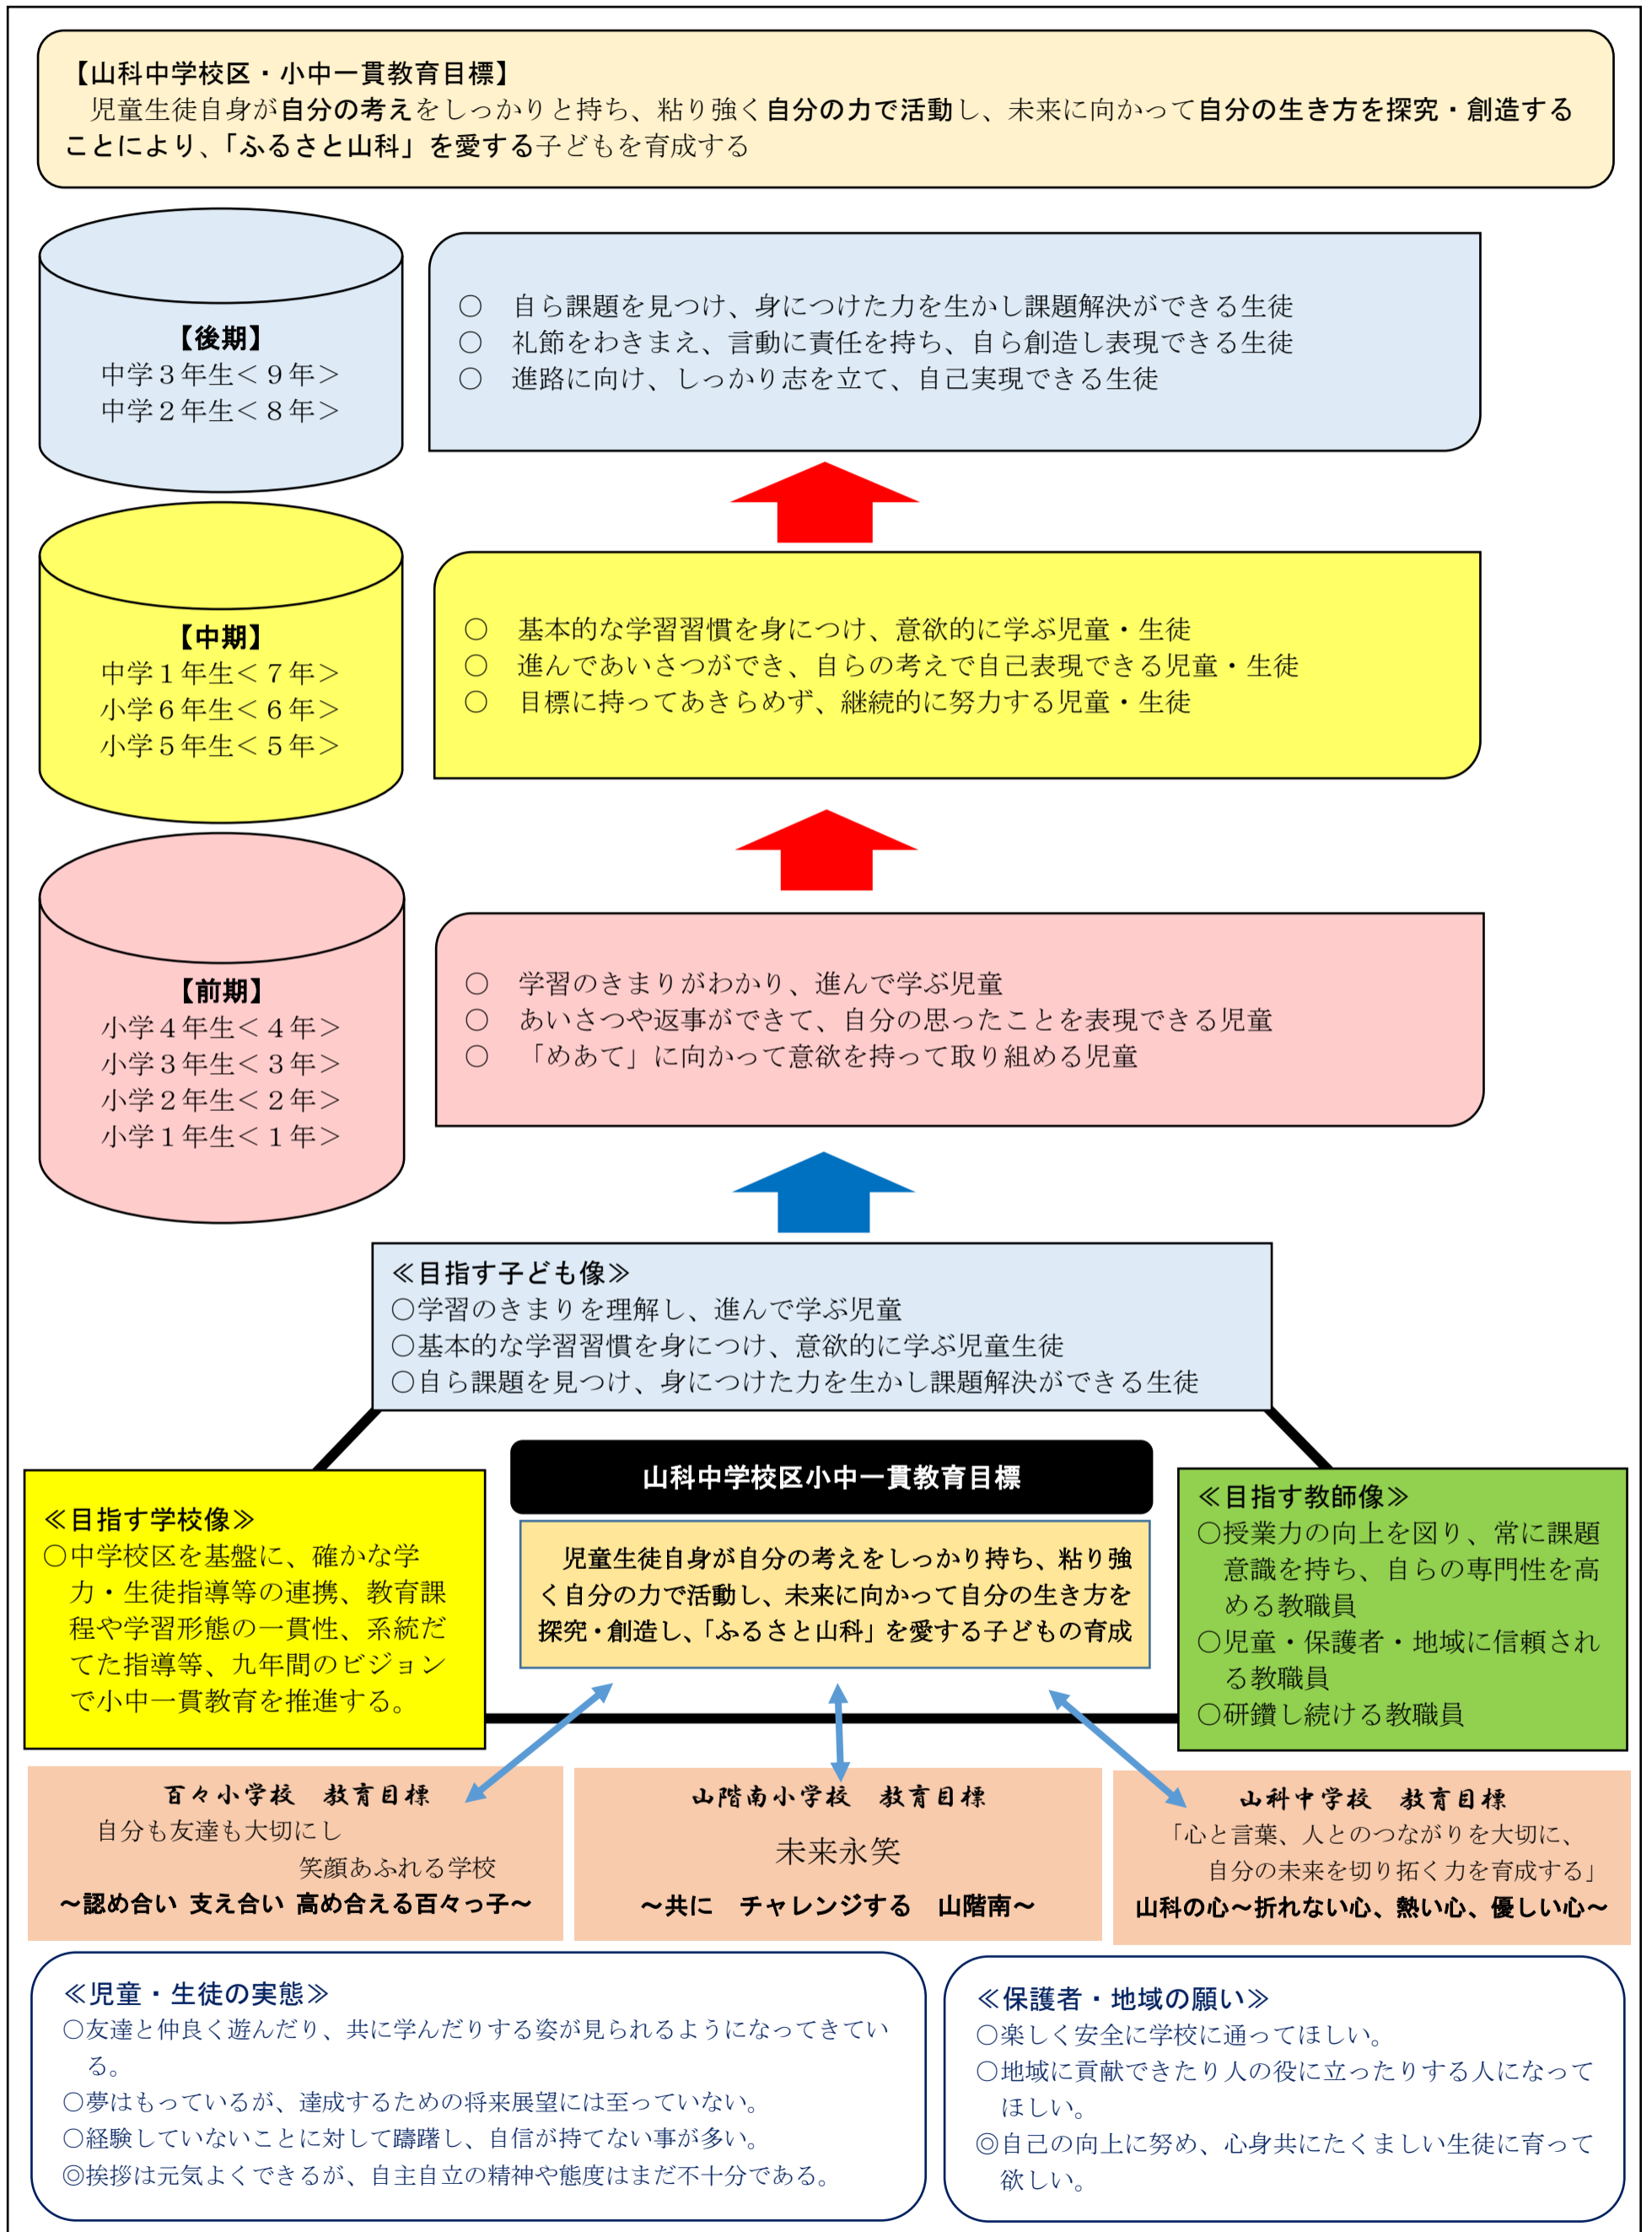 【山科中学校区・小中一貫教育目標】
児童生徒自身が自分の考えをしっかりと持ち、粘り強く自分の力で活動し、未来に向かって自分の生き方を探究・創造する
ことにより、「ふるさと山科」を愛する子どもを育成する
【後期】
中学３年生＜９年＞
中学２年生＜８年＞
○　自ら課題を見つけ、身につけた力を生かし課題解決ができる生徒
○　礼節をわきまえ、言動に責任を持ち、自ら創造し表現できる生徒
○　進路に向け、しっかり志を立て、自己実現できる生徒
【中期】
中学１年生＜７年＞
小学６年生＜６年＞
小学５年生＜５年＞
○　基本的な学習習慣を身につけ、意欲的に学ぶ児童・生徒
○　進んであいさつができ、自らの考えで自己表現できる児童・生徒
○　目標に持ってあきらめず、継続的に努力する児童・生徒
【前期】
小学４年生＜４年＞
小学３年生＜３年＞
小学２年生＜２年＞
小学１年生＜１年＞
○　学習のきまりがわかり、進んで学ぶ児童
○　あいさつや返事ができて、自分の思ったことを表現できる児童
○　「めあて」に向かって意欲を持って取り組める児童
≪目指す子ども像≫
○学習のきまりを理解し、進んで学ぶ児童
○基本的な学習習慣を身につけ、意欲的に学ぶ児童生徒
○自ら課題を見つけ、身につけた力を生かし課題解決ができる生徒
≪目指す学校像≫
○中学校区を基盤に、確かな学
力・生徒指導等の連携、教育課
程や学習形態の一貫性、系統だ
てた指導等、九年間のビジョン
で小中一貫教育を推進する。
山科中学校区小中一貫教育目標
児童生徒自身が自分の考えをしっかり持ち、粘り強
く自分の力で活動し、未来に向かって自分の生き方を
探究・創造し、「ふるさと山科」を愛する子どもの育成
≪目指す教師像≫
○授業力の向上を図り、常に課題
意識を持ち、自らの専門性を高
める教職員
○児童・保護者・地域に信頼され
る教職員
○研鑽し続ける教職員
百々小学校　教育目標
自分も友達も大切にし
笑顔あふれる学校
～認め合い 支え合い 高め合える百々っ子～
山階南小学校　教育目標
未来永笑
～共に　チャレンジする　山階南～
山科中学校　教育目標
「心と言葉、人とのつながりを大切に、
自分の未来を切り拓く力を育成する」
山科の心～折れない心、熱い心、優しい心～
≪児童・生徒の実態≫
○友達と仲良く遊んだり、共に学んだりする姿が見られるようになってきてい
る。
○夢はもっているが、達成するための将来展望には至っていない。
○経験していないことに対して躊躇し、自信が持てない事が多い。
◎挨拶は元気よくできるが、自主自立の精神や態度はまだ不十分である。
≪保護者・地域の願い≫
○楽しく安全に学校に通ってほしい。
○地域に貢献できたり人の役に立ったりする人になって
ほしい。
◎自己の向上に努め、心身共にたくましい生徒に育って
欲しい。